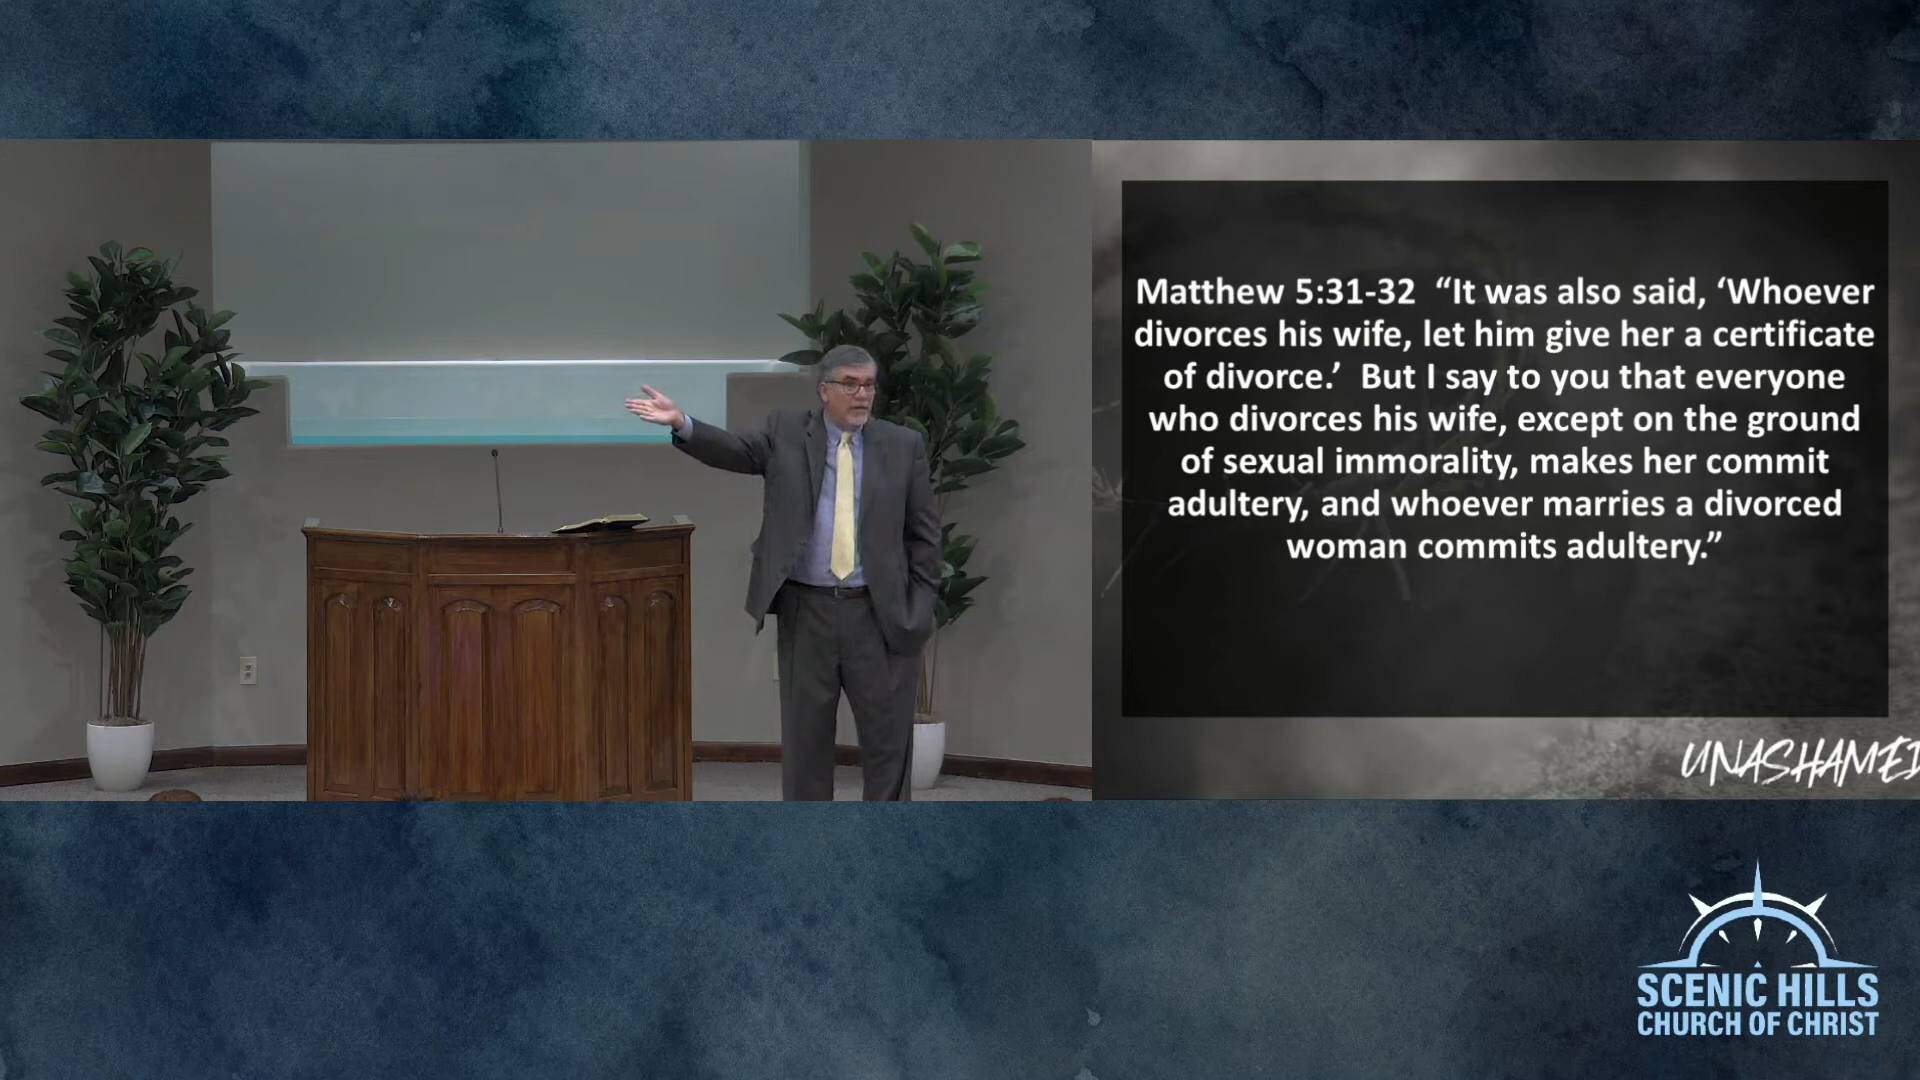 Matthew 5:31-32 “It was also said, ‘Whoever
divorces his wife, let him give her a certificate
of divorce.’ But I say to you that everyone
who divorces his wife, except on the ground
of sexual immorality, makes her commit
adultery, and whoever marries a divorced
woman commits adultery.”
UNASHAMED
SCENIC HILLS
CHURCH OF CHRIST